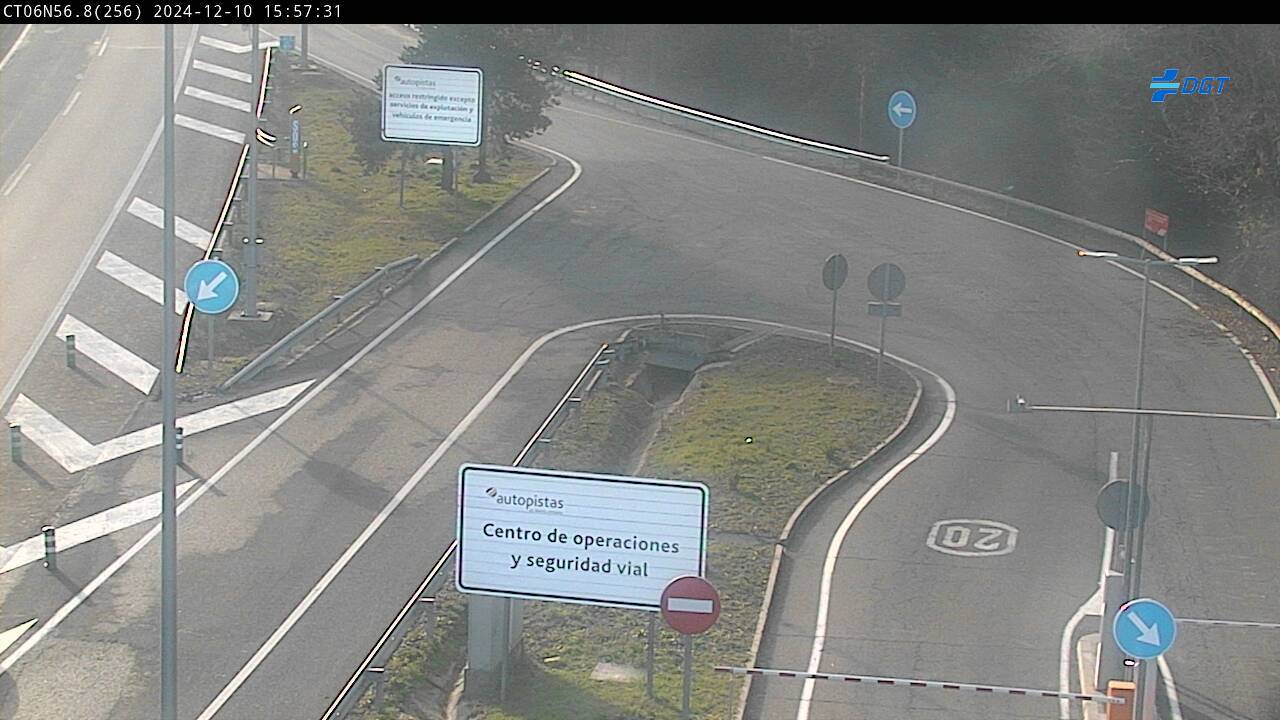 CT06N56.8(256) 2024-12-10 15:57:31
DGT
autopistas
acceso restringido excepto
servicios de explotación y
vehículos de emergencia
autopistas
Centro de operaciones
y seguridad vial
20